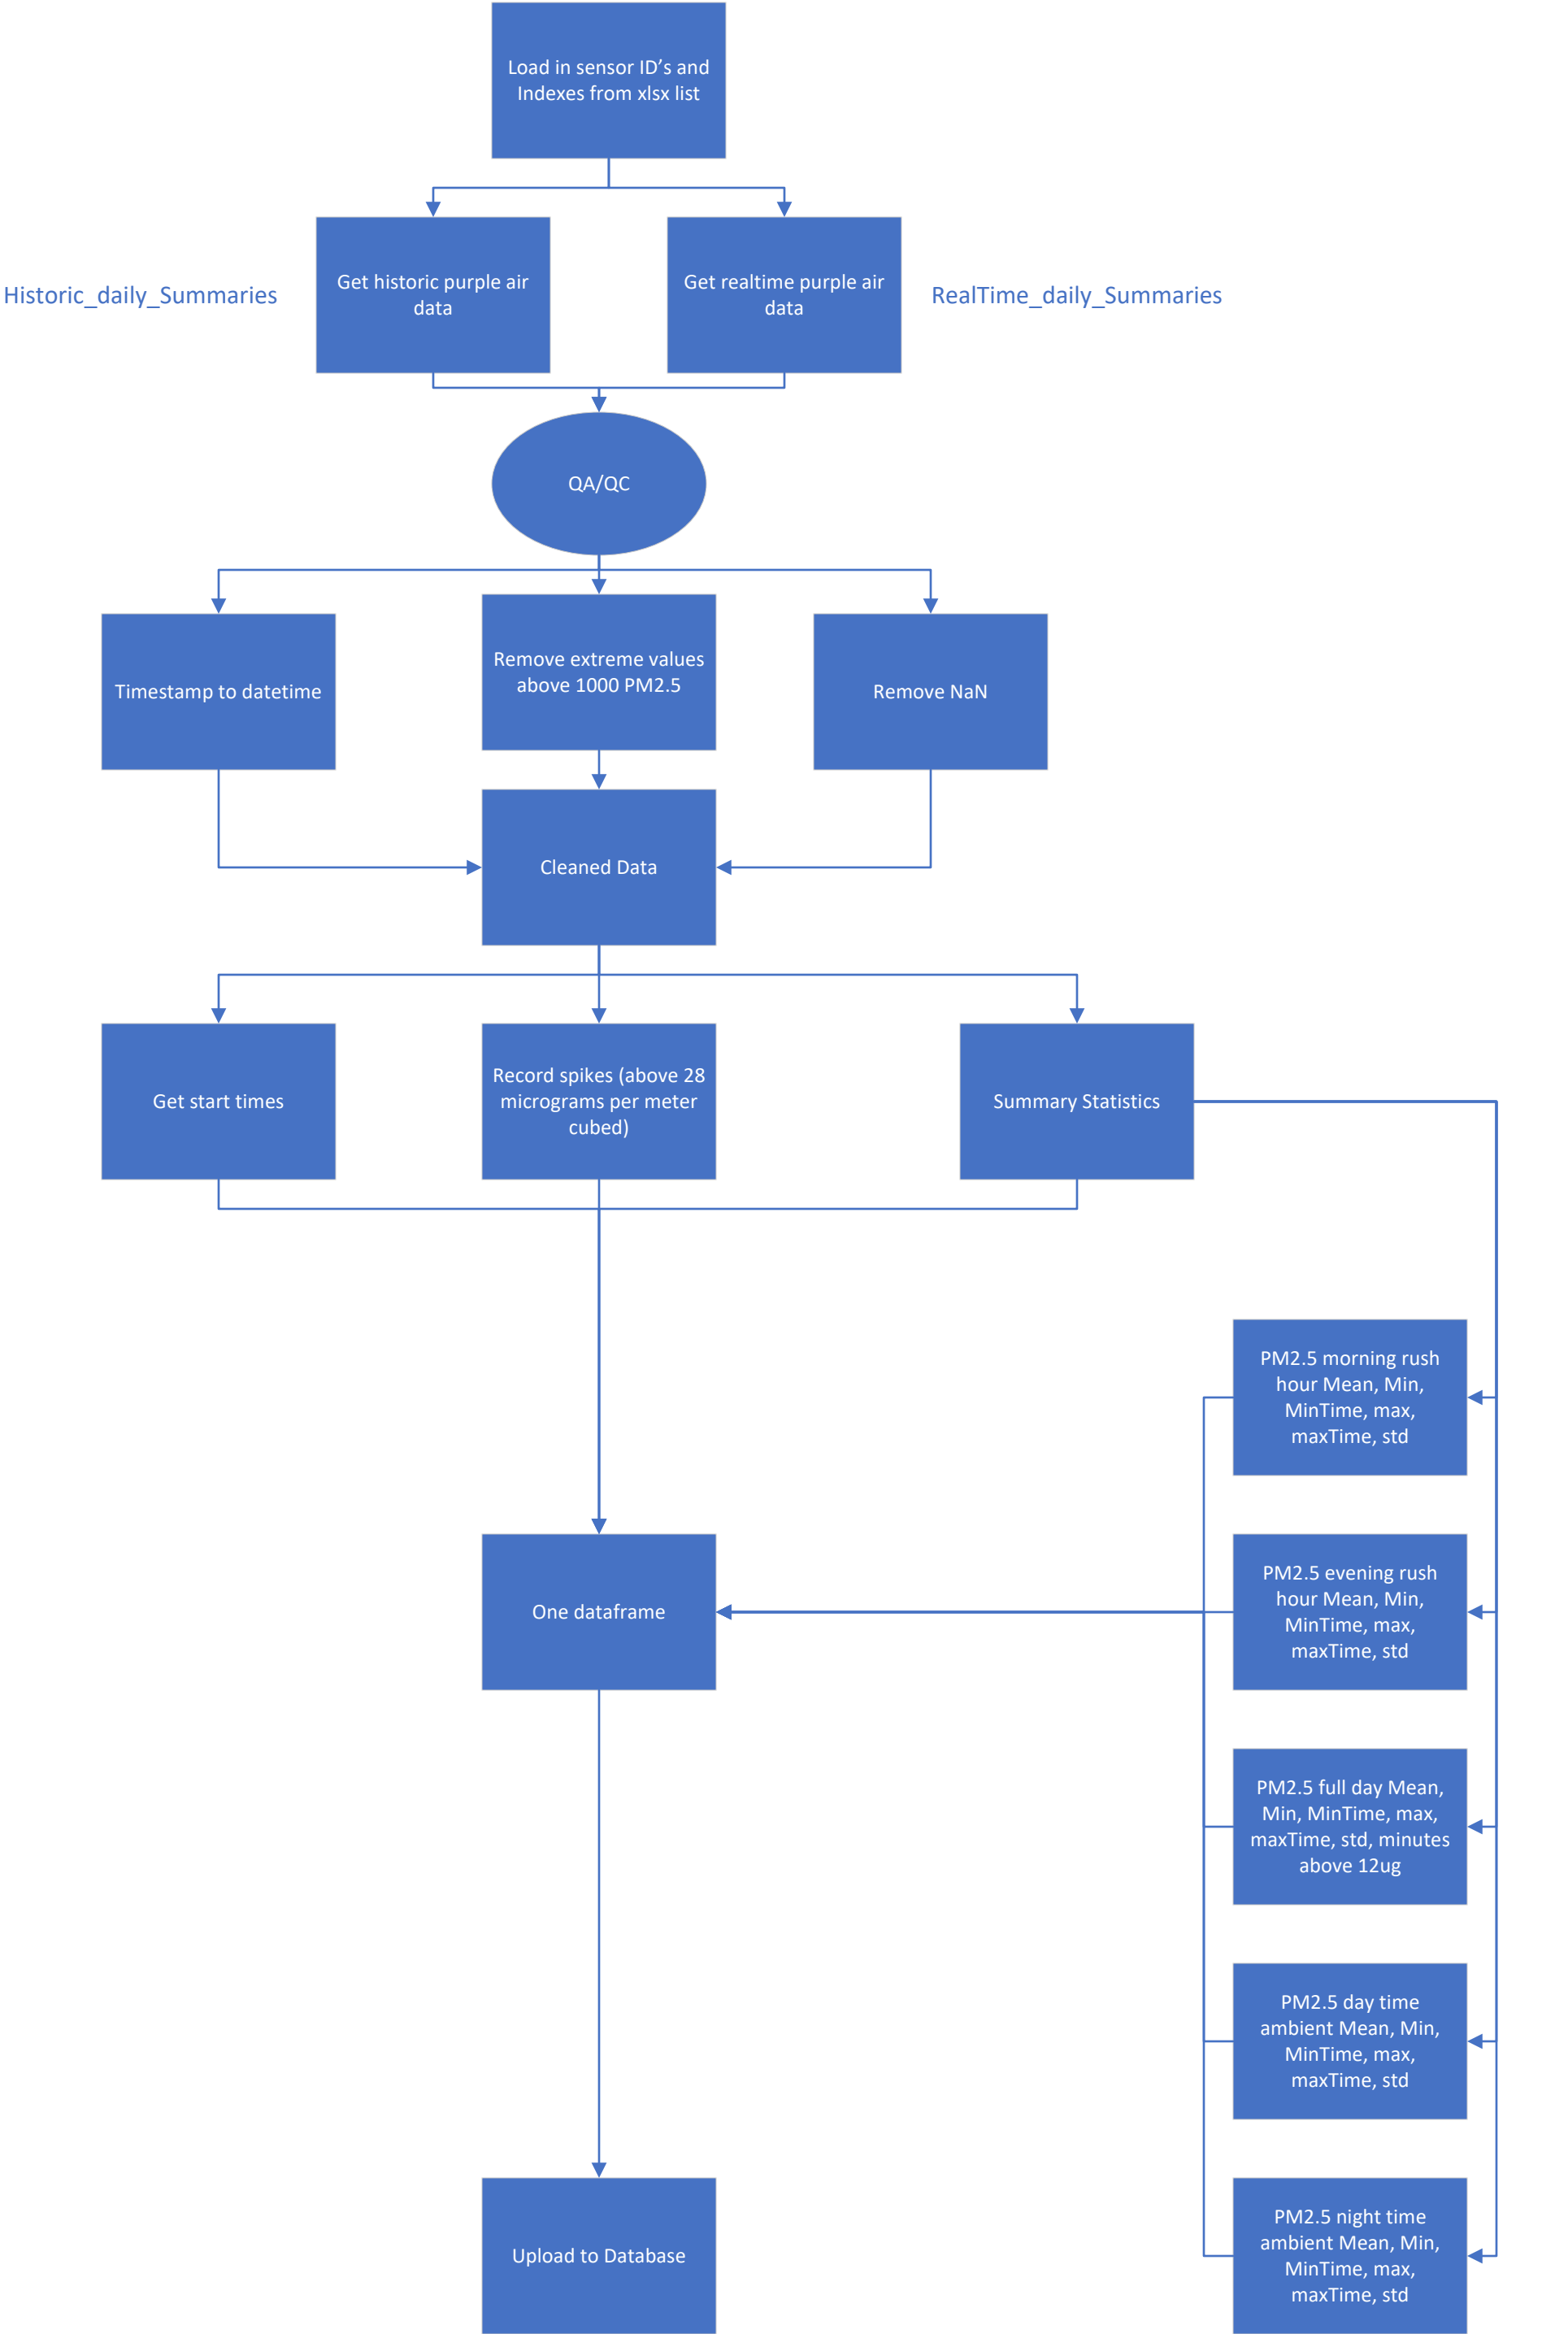 Load in sensor ID’s and
Indexes from xlsx list
Historic_daily_Summaries
Get historic purple air
data
Get realtime purple air
data
RealTime_daily_Summaries
QA/QC
Timestamp to datetime
Remove extreme values
above 1000 PM2.5
Remove NaN
Cleaned Data
Get start times
Record spikes (above 28
micrograms per meter
cubed)
Summary Statistics
PM2.5 morning rush
hour Mean, Min,
MinTime, max,
maxTime, std
One dataframe
PM2.5 evening rush
hour Mean, Min,
MinTime, max,
maxTime, std
PM2.5 full day Mean,
Min, MinTime, max,
maxTime, std, minutes
above 12ug
PM2.5 day time
ambient Mean, Min,
MinTime, max,
maxTime, std
Upload to Database
PM2.5 night time
ambient Mean, Min,
MinTime, max,
maxTime, std